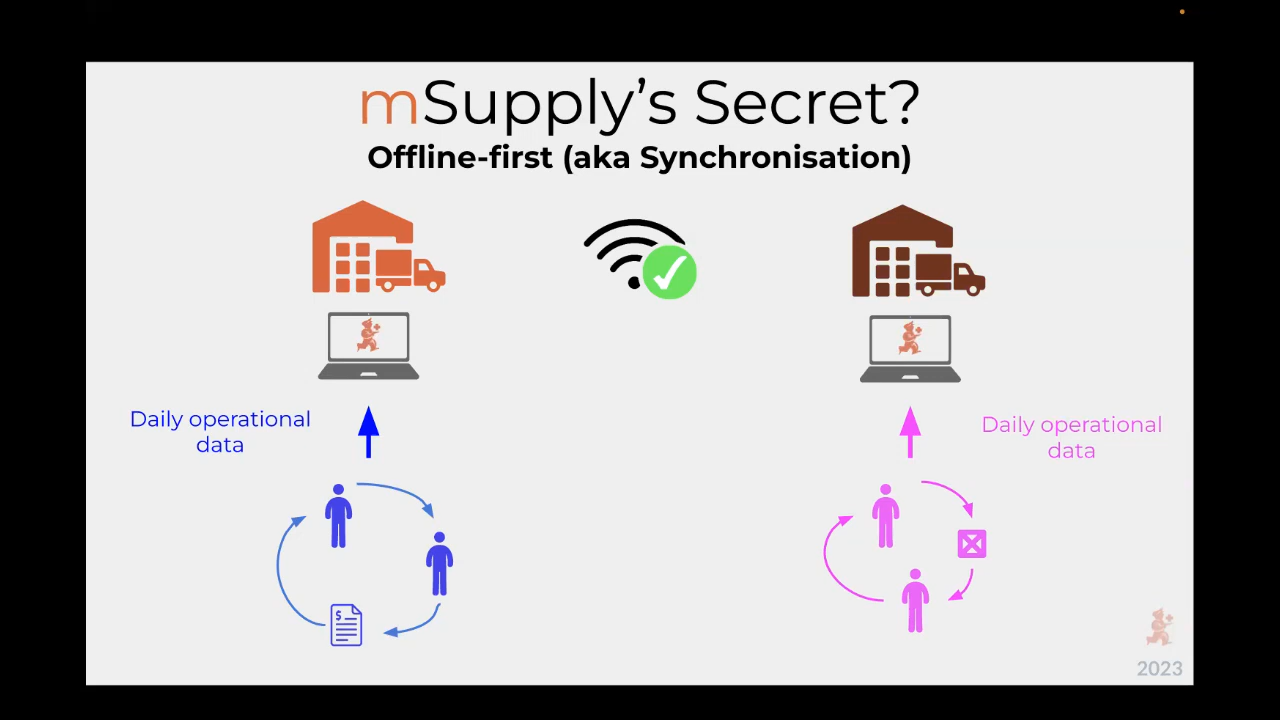 mSupply’s Secret?
Offline-first (aka Synchronisation)
Daily operational
data
Daily operational
data
$
2023